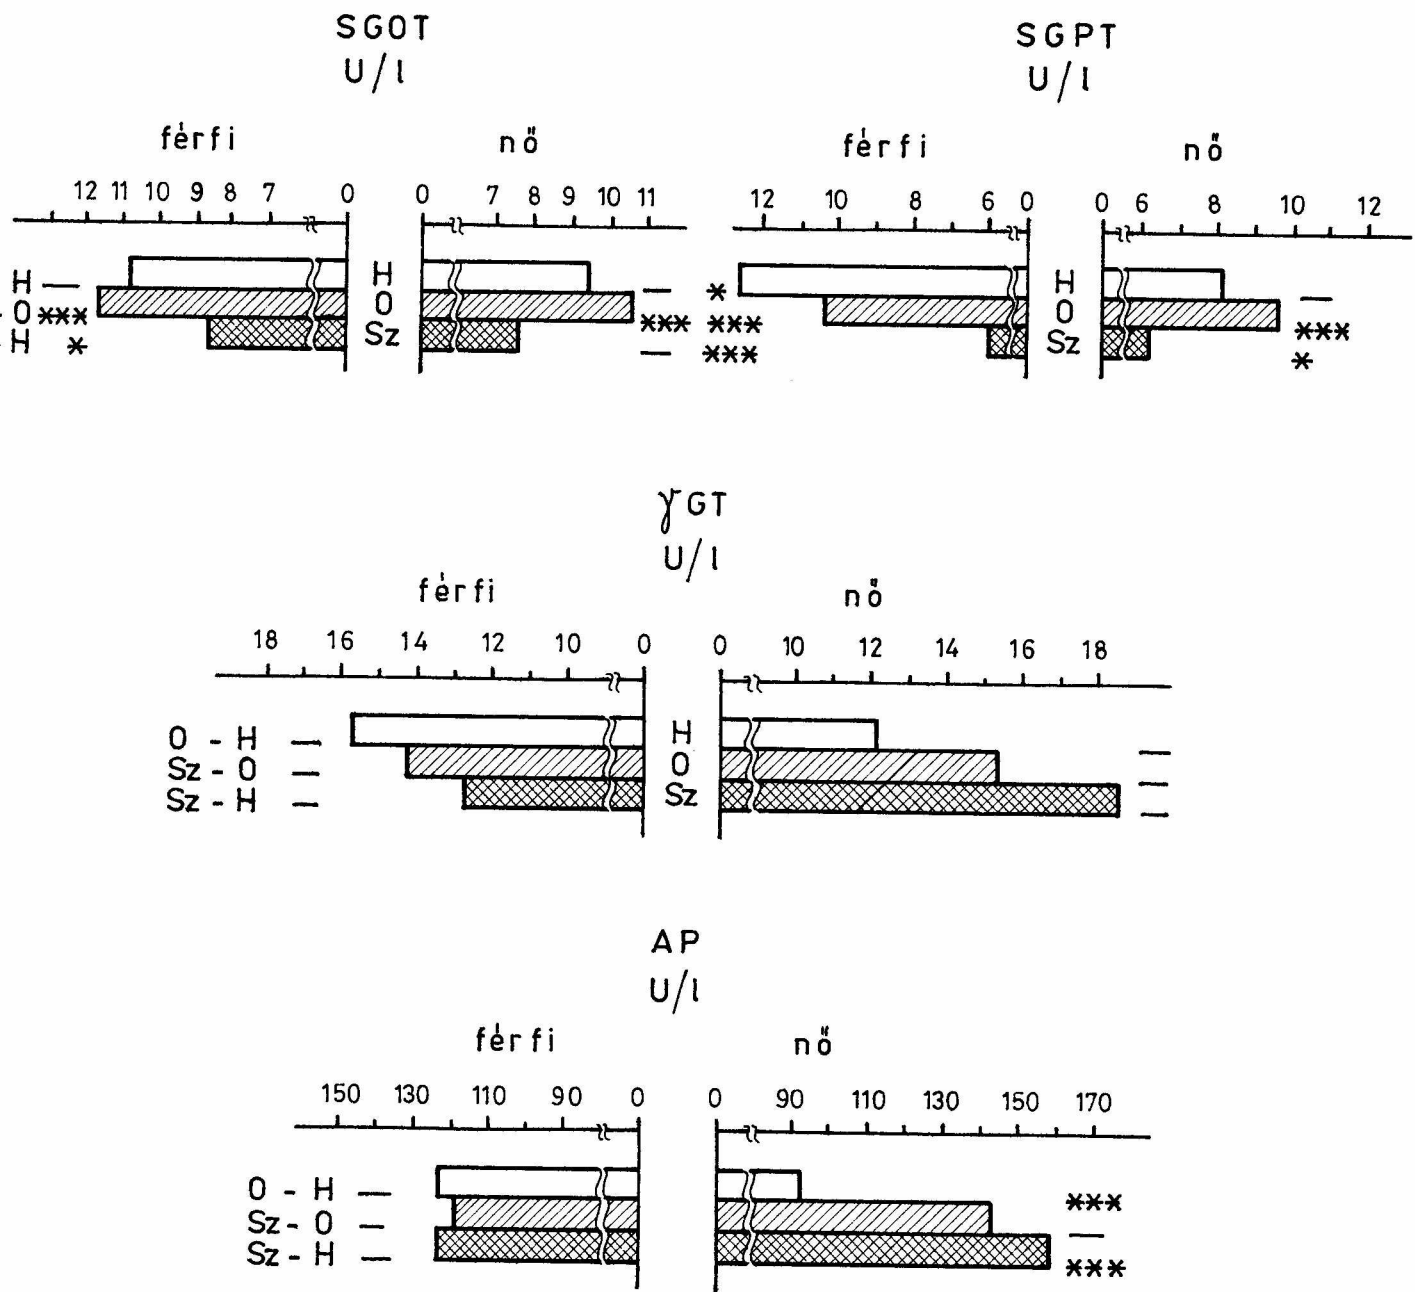 SGOT
U/l
férfi nő
12 11 10 9 8 7 0 0 7 8 9 10 11
H — H —
O *** O ***
H * Sz —
SGPT
U/l
férfi nő
12 10 8 6 0 0 6 8 10 12
* H —
*** O ***
*** Sz *
γGT
U/l
férfi nő
18 16 14 12 10 0 0 10 12 14 16 18
O - H — H —
Sz - O — O —
Sz - H — Sz —
AP
U/l
férfi nő
150 130 110 90 0 0 90 110 130 150 170
O - H — ***
Sz - O — —
Sz - H — ***